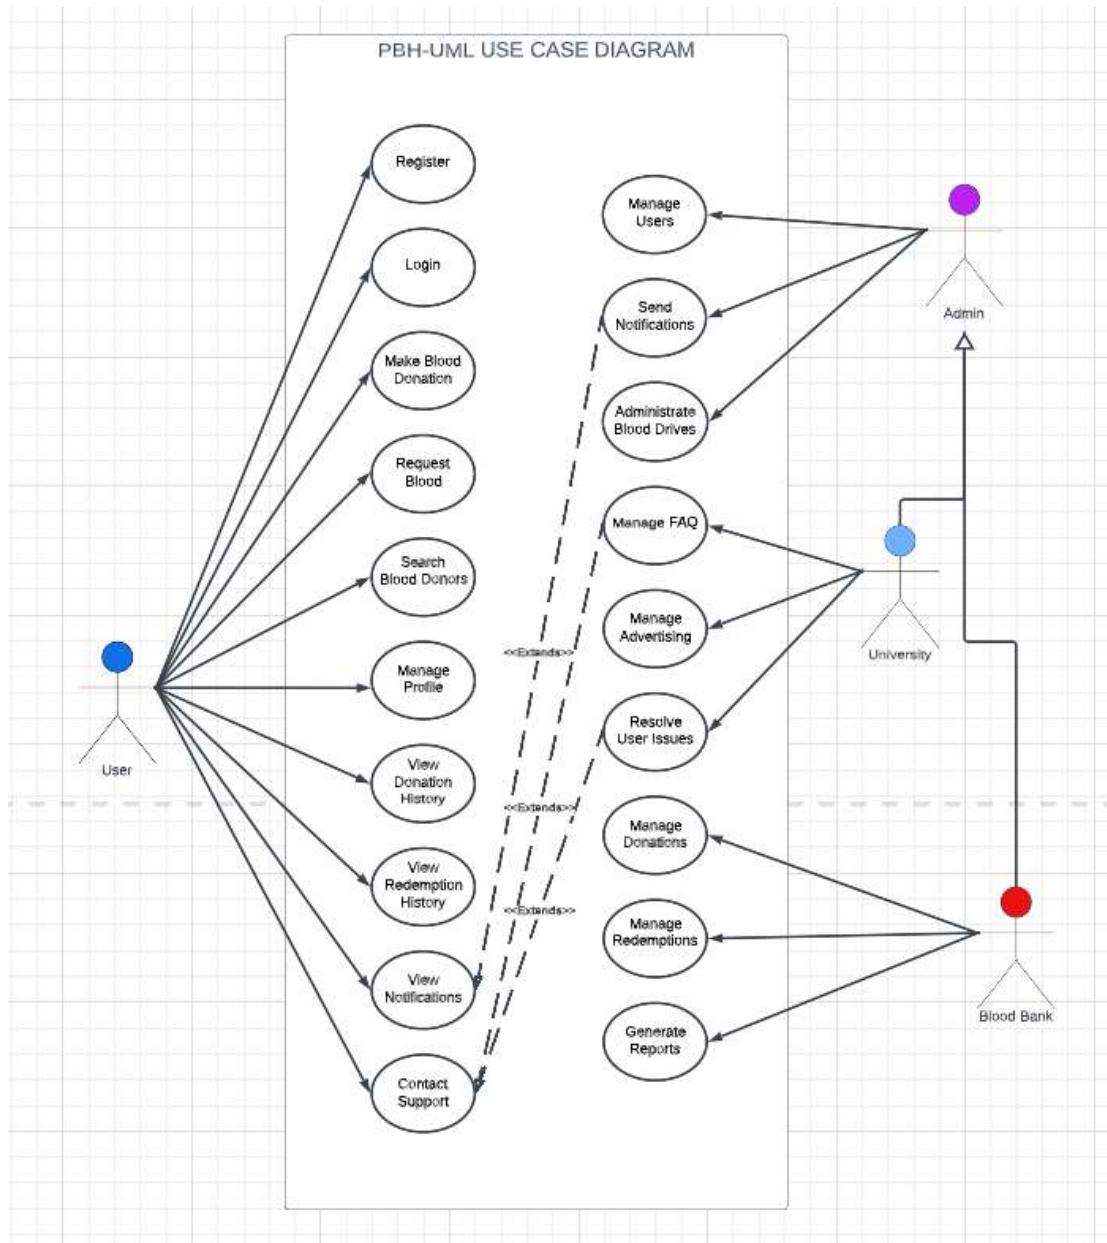 PBH-UML USE CASE DIAGRAM
Register
Login
Make Blood
Donation
Request
Blood
Search
Blood Donors
Manage
Profile
View
Donation
History
View
Redemption
History
View
Notifications
Contact
Support
<<Extends>>
<<Extends>>
<<Extends>>
Manage
Users
Send
Notifications
Administrate
Blood Drives
Manage FAQ
Manage
Advertising
Resolve
User Issues
Manage
Donations
Manage
Redemptions
Generate
Reports
User
Admin
University
Blood Bank